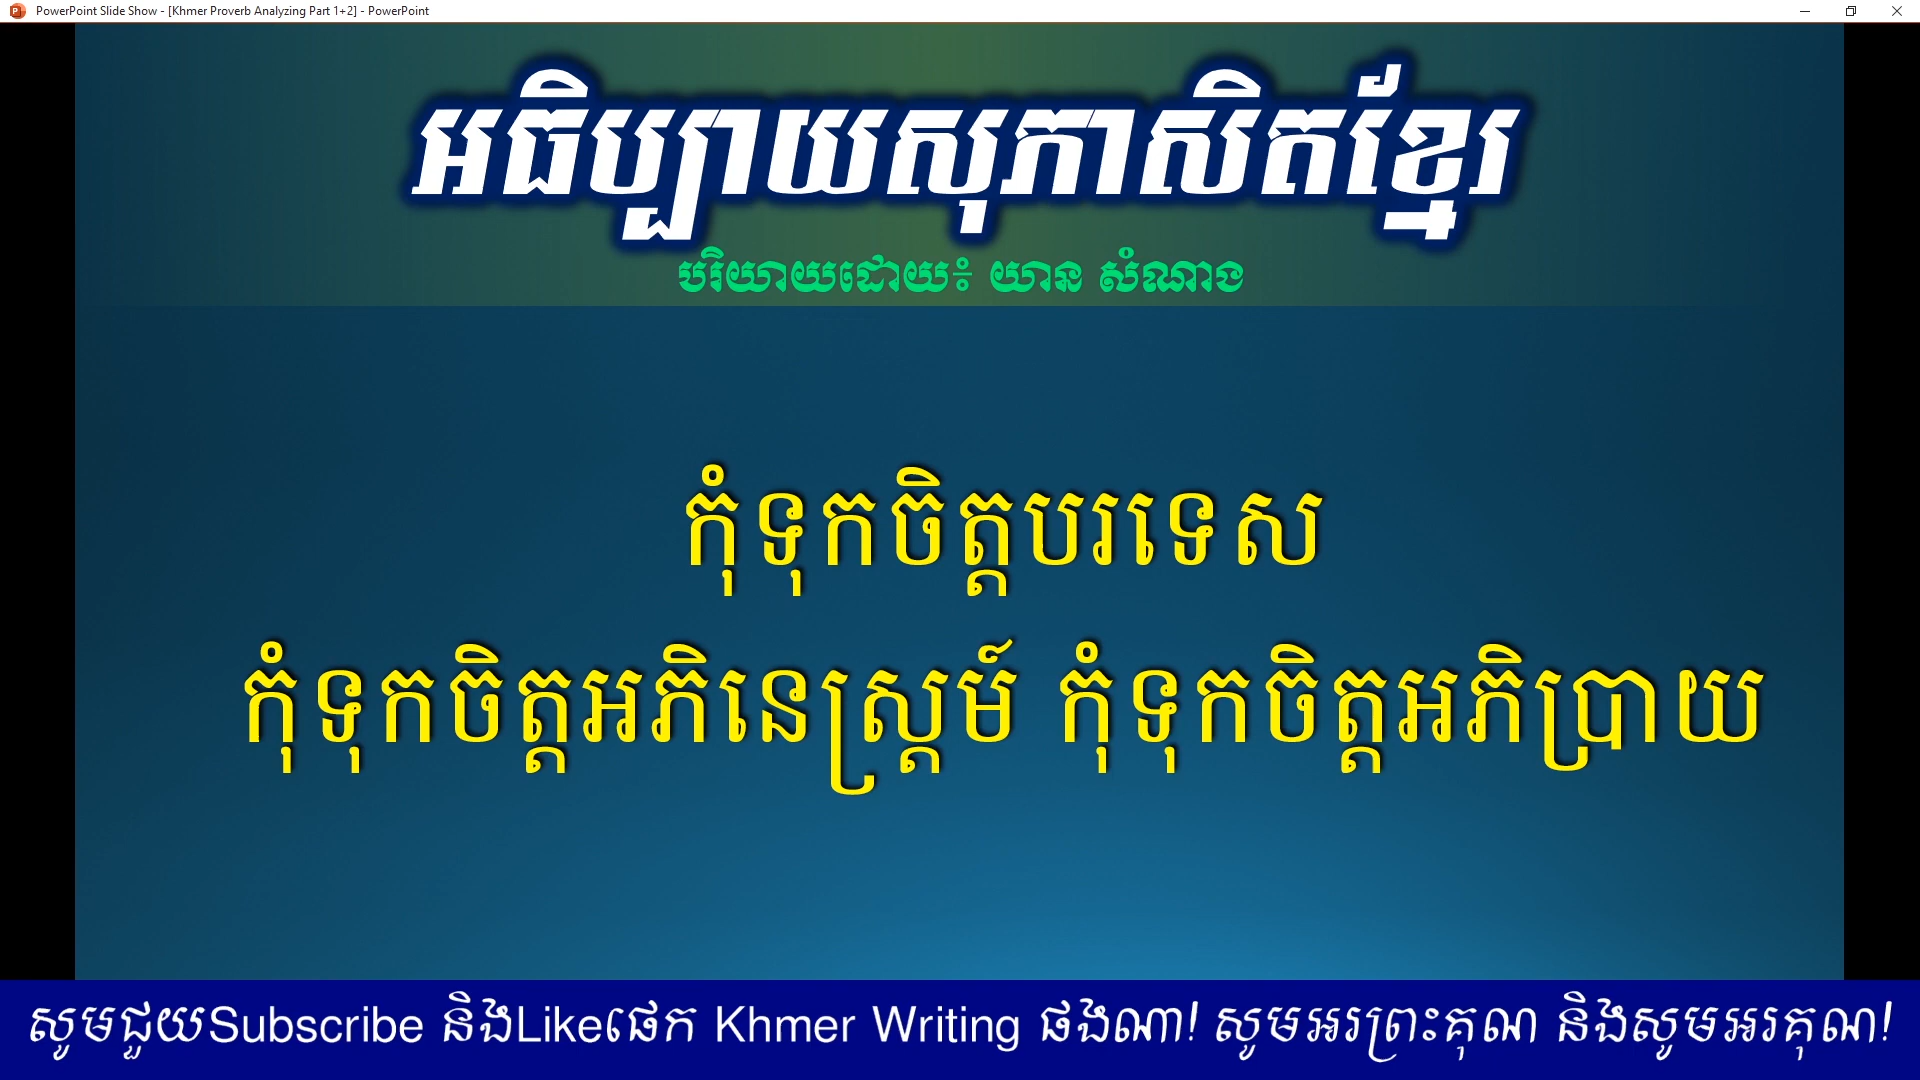 PowerPoint Slide Show - [Khmer Proverb Analyzing Part 1+2] - PowerPoint
អធិប្បាយសុភាសិតខ្មែរ
បរិយាយដោយ៖ យាន សំណាង
កុំទុកចិត្តបរទេស
កុំទុកចិត្តអភិនេស្ត្រម៍ កុំទុកចិត្តអភិប្រាយ
សូមជួយSubscribe និងLikeផេក Khmer Writing ផងណា! សូមអរព្រះគុណ និងសូមអរគុណ!